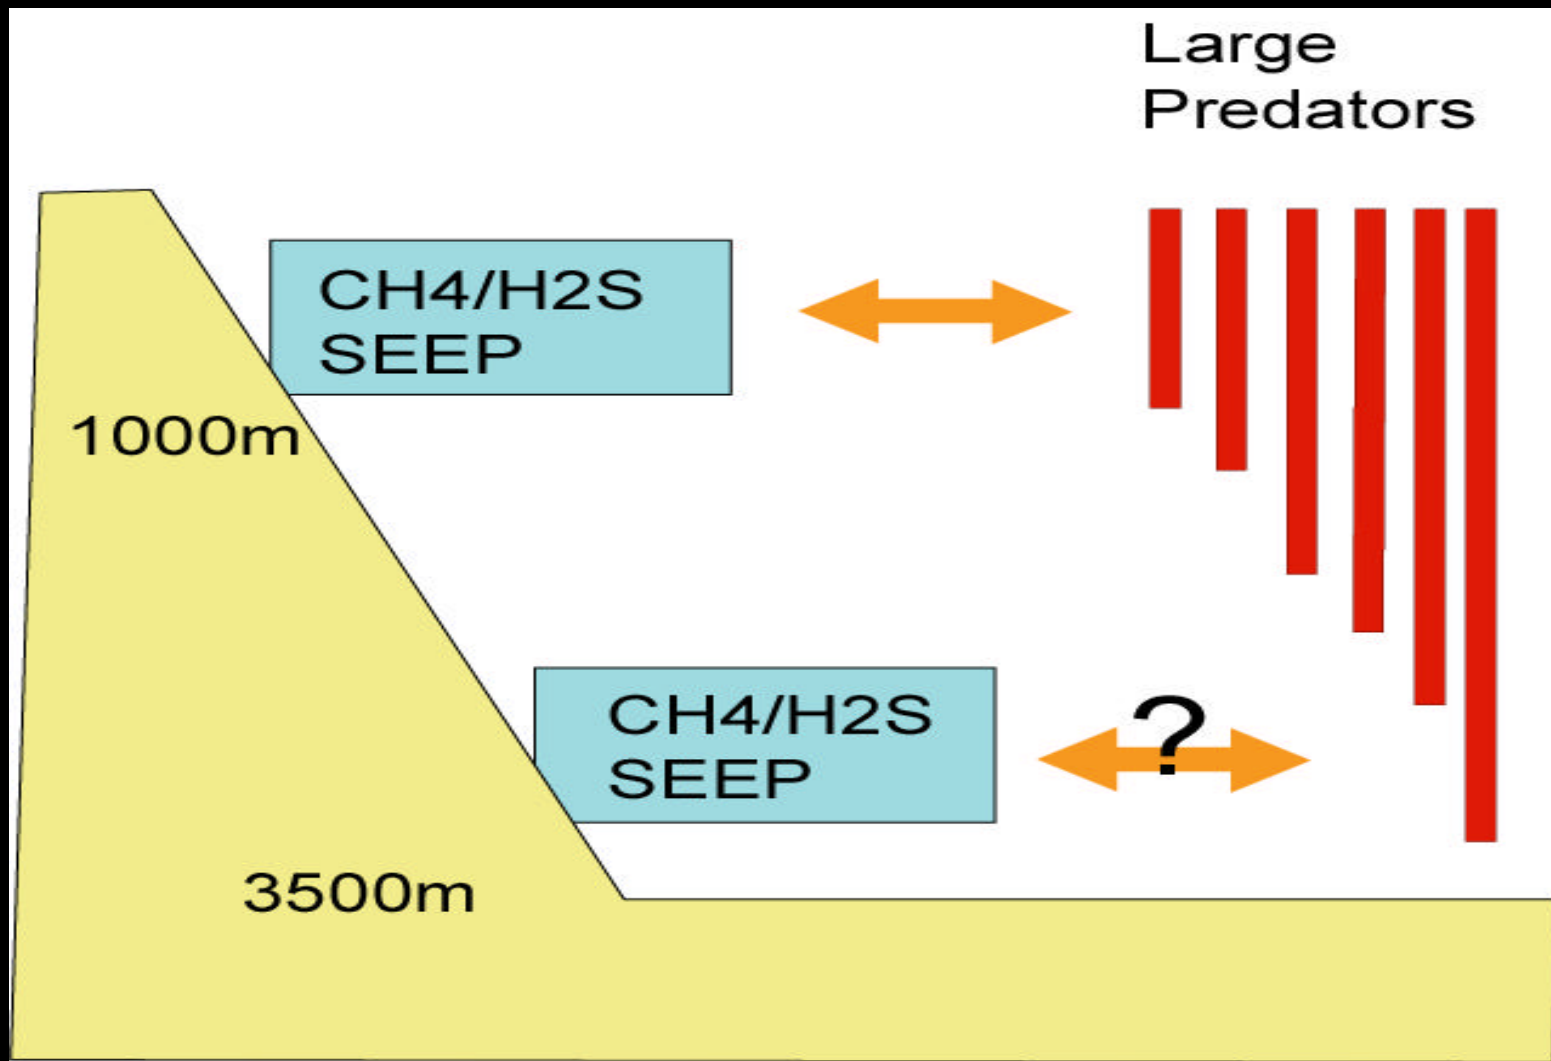 Large
Predators
CH4/H2S
SEEP
1000m
CH4/H2S
SEEP
?
3500m